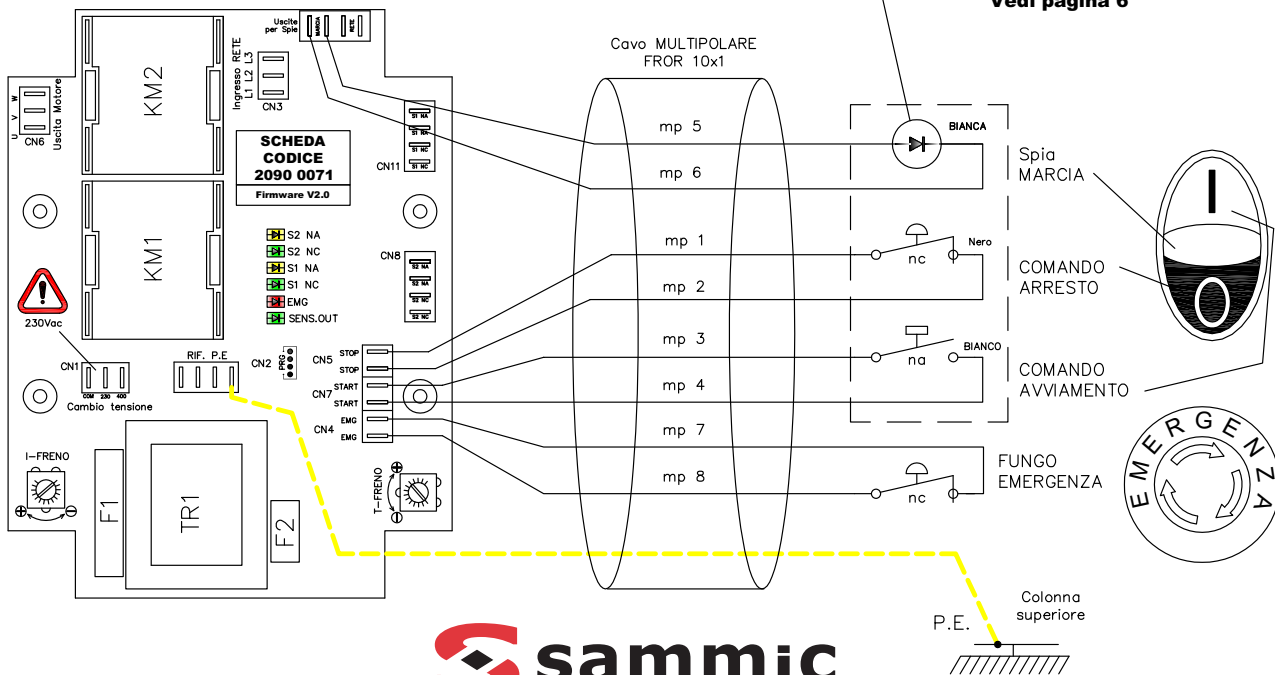 Vedi pagina 6
Uscite
per Spie
MARCIA
RETE
Cavo MULTIPOLARE
FROR 10x1
KM2
Ingresso RETE
L1 L2 L3
CN3
U V W
CN6
Uscita Motore
SCHEDA
CODICE
2090 0071
Firmware V2.0
S1 NA
S1 NA
S1 NC
S1 NC
CN11
mp 5
BIANCA
mp 6
Spia
MARCIA
KM1
S2 NA
S2 NC
S1 NA
S1 NC
EMG
SENS.OUT
CN8
S2 NA
S2 NA
S2 NC
S2 NC
mp 1
Nero
nc
mp 2
COMANDO
ARRESTO
230Vac
CN1
COM 230 400
Cambio tensione
RIF. P.E
CN2
PRG
CN5
STOP
STOP
CN7
START
START
CN4
EMG
EMG
mp 3
BIANCO
na
mp 4
COMANDO
AVVIAMENTO
mp 7
mp 8
nc
FUNGO
EMERGENZA
EMERGENZA
I-FRENO
T-FRENO
F1
TR1
F2
P.E.
Colonna
superiore
sammic